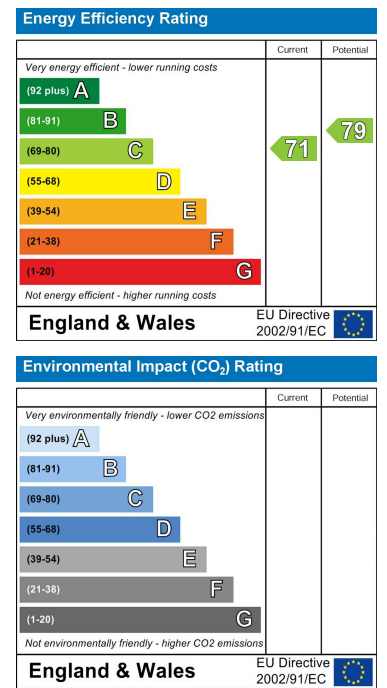 Energy Efficiency Rating
Current Potential
Very energy efficient - lower running costs
(92 plus) A
(81-91) B
(69-80) C
(55-68) D
(39-54) E
(21-38) F
(1-20) G
71
79
Not energy efficient - higher running costs
England & Wales
EU Directive
2002/91/EC
Environmental Impact (CO₂) Rating
Current Potential
Very environmentally friendly - lower CO2 emissions
(92 plus) A
(81-91) B
(69-80) C
(55-68) D
(39-54) E
(21-38) F
(1-20) G
Not environmentally friendly - higher CO2 emissions
England & Wales
EU Directive
2002/91/EC